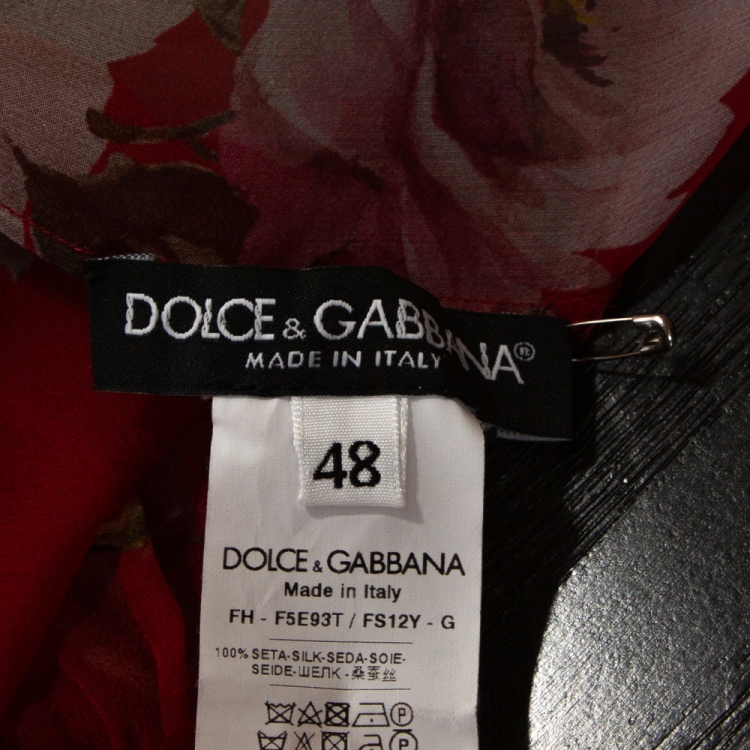 DOLCE & GABBANA®
MADE IN ITALY
48
DOLCE & GABBANA
Made in Italy
FH - F5E93T / FS12Y - G
100% SETA-SILK-SEDA-SOIE-
SEIDE-ШЕЛК-桑蚕丝